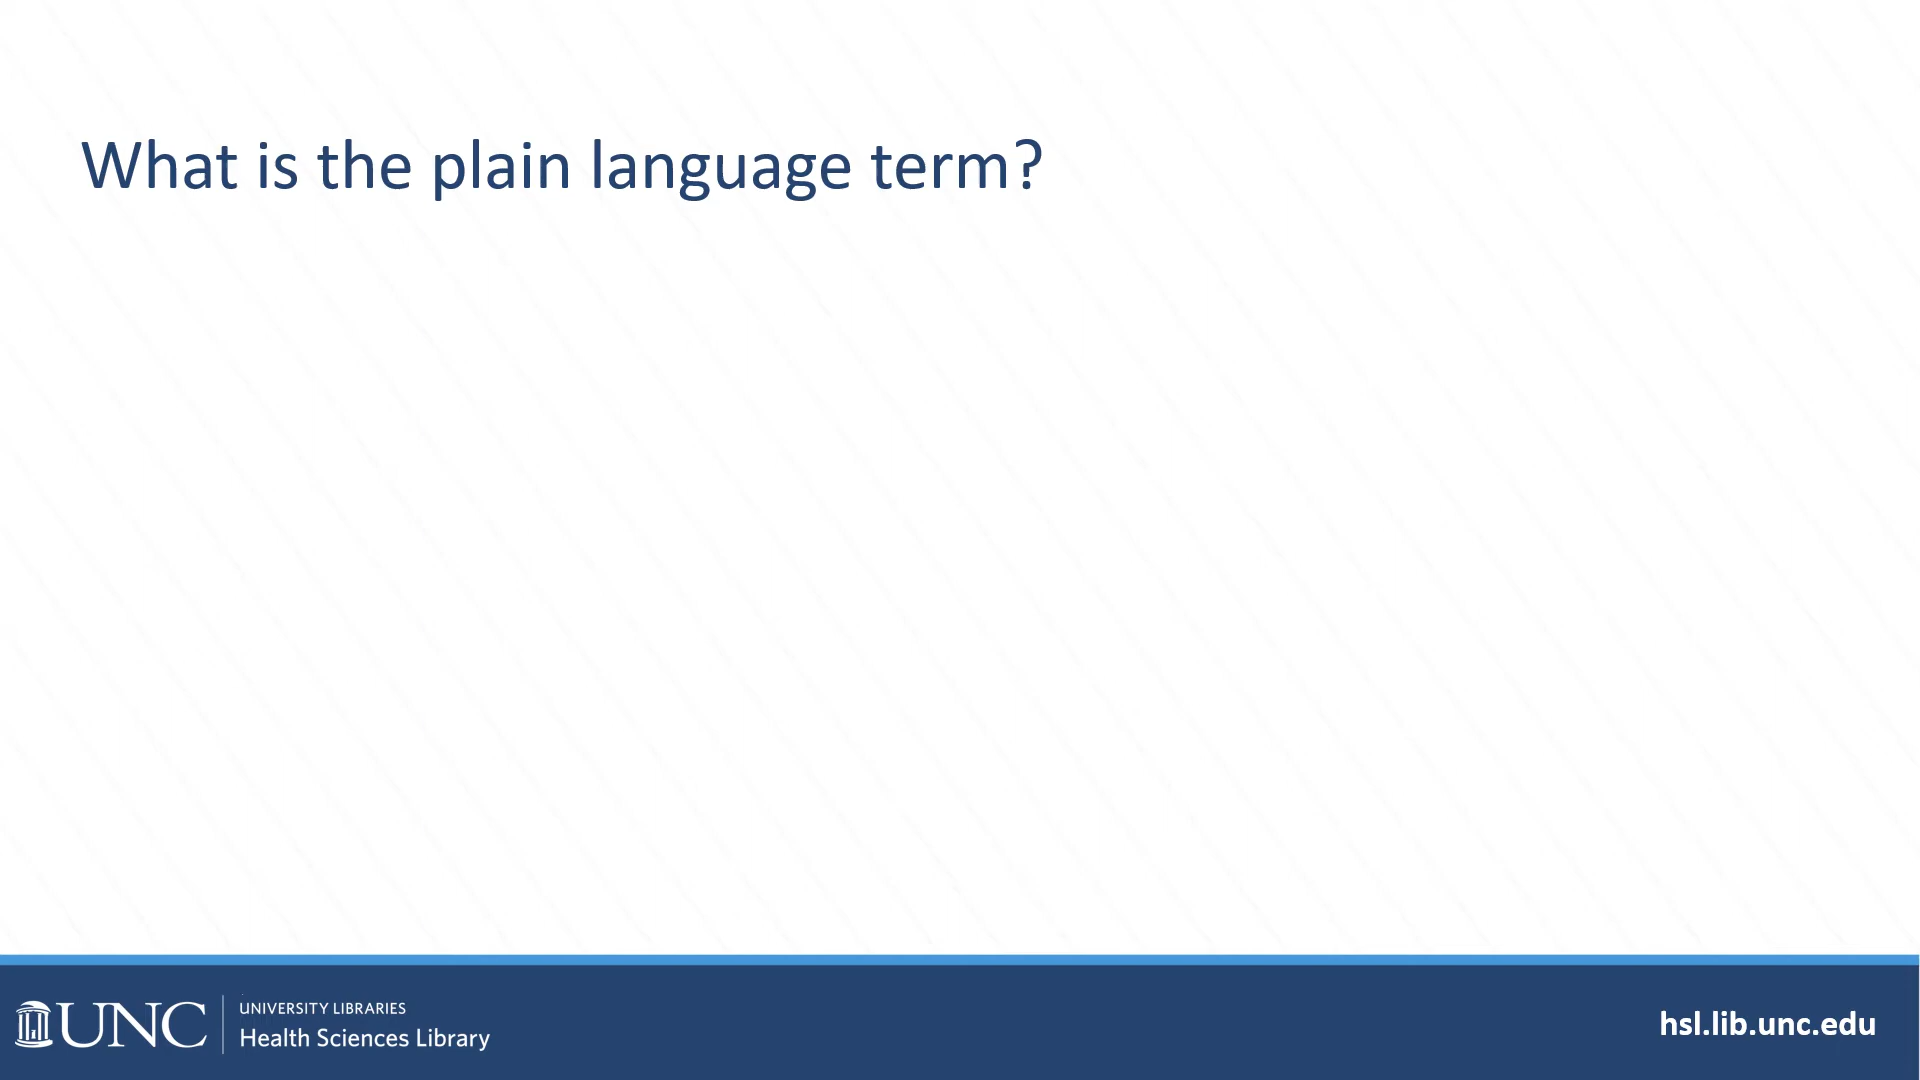 What is the plain language term?
UNC
UNIVERSITY LIBRARIES
Health Sciences Library
hsl.lib.unc.edu